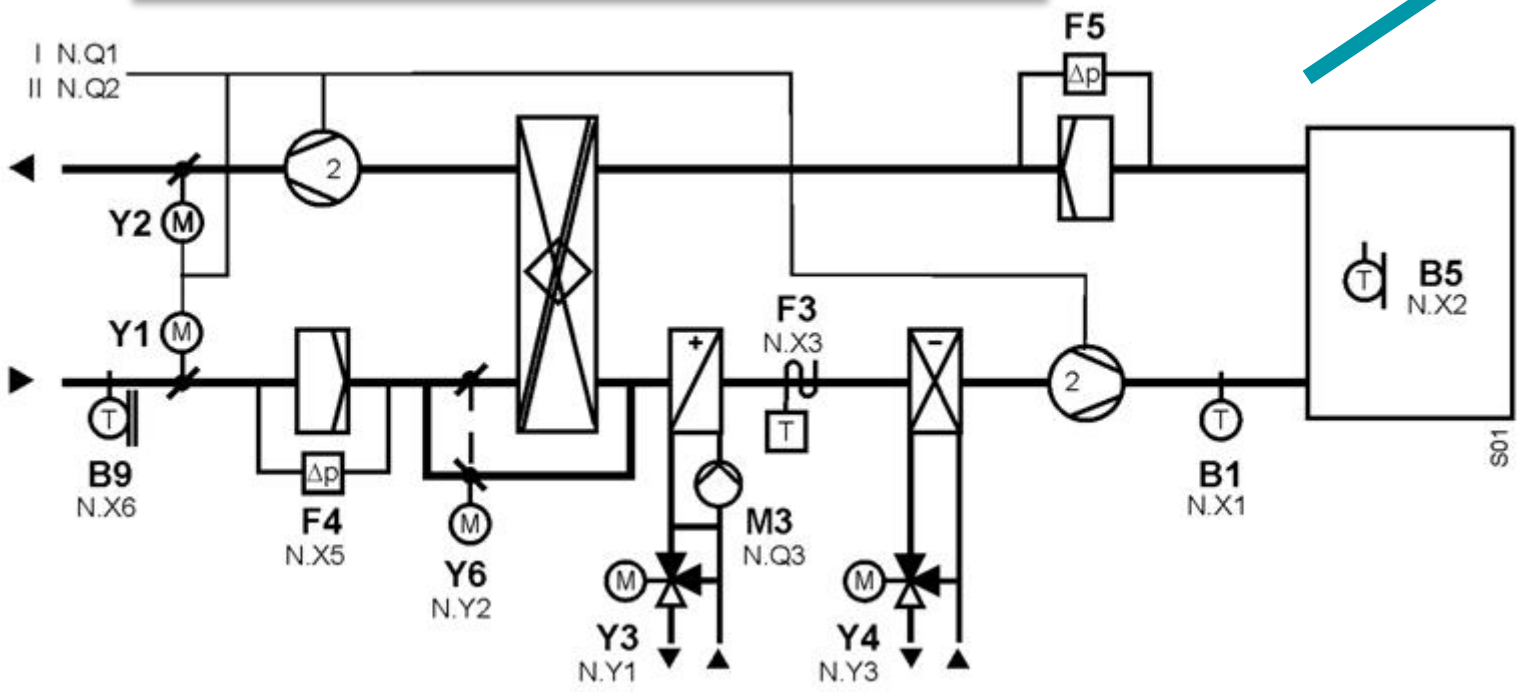 I N.Q1
II N.Q2
F5
Δp
2
Y2 M
Y1 M
T
B5
N.X2
F3
N.X3
+
-
2
T
B9
N.X6
Δp
F4
N.X5
M
Y6
N.Y2
T
M3
N.Q3
M
Y3
N.Y1
M
Y4
N.Y3
T
B1
N.X1
S01